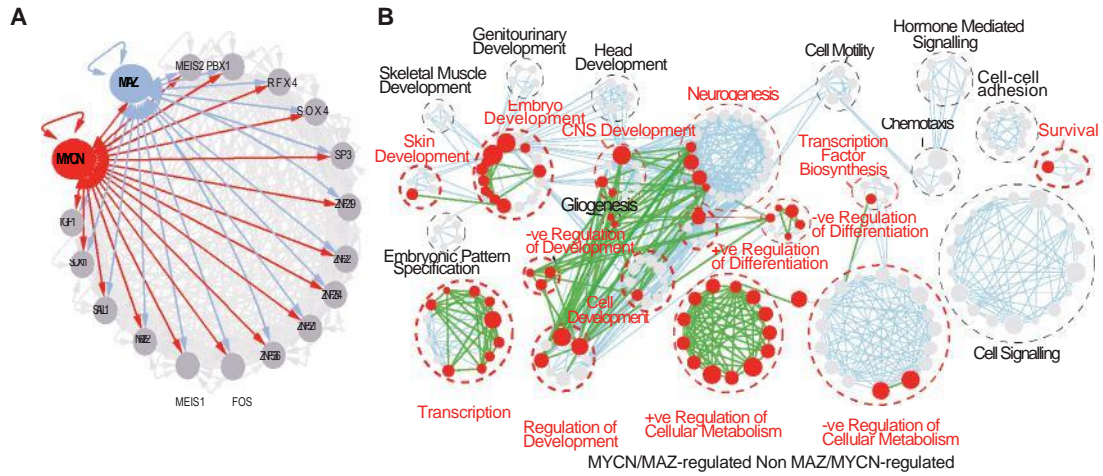 A
MAZ
MYCN
MEIS2
PBX1
RFX4
SOX4
SP3
ZNF219
MEIS1
FOS
SALL1
B
Genitourinary
Development
Head
Development
Skeletal Muscle
Development
Embryo
Development
CNS Development
Skin
Development
Gliogenesis
-ve Regulation
of Development
Embryonic Pattern
Specification
Cell
Development
Neurogenesis
Cell Motility
Hormone Mediated
Signalling
Cell-cell
adhesion
Chemotaxis
Survival
Transcription
Factor
Biosynthesis
-ve Regulation
of Differentiation
+ve Regulation
of Differentiation
Cell Signalling
Transcription
Regulation of
Development
+ve Regulation of
Cellular Metabolism
-ve Regulation of
Cellular Metabolism
MYCN/MAZ-regulated Non MAZ/MYCN-regulated